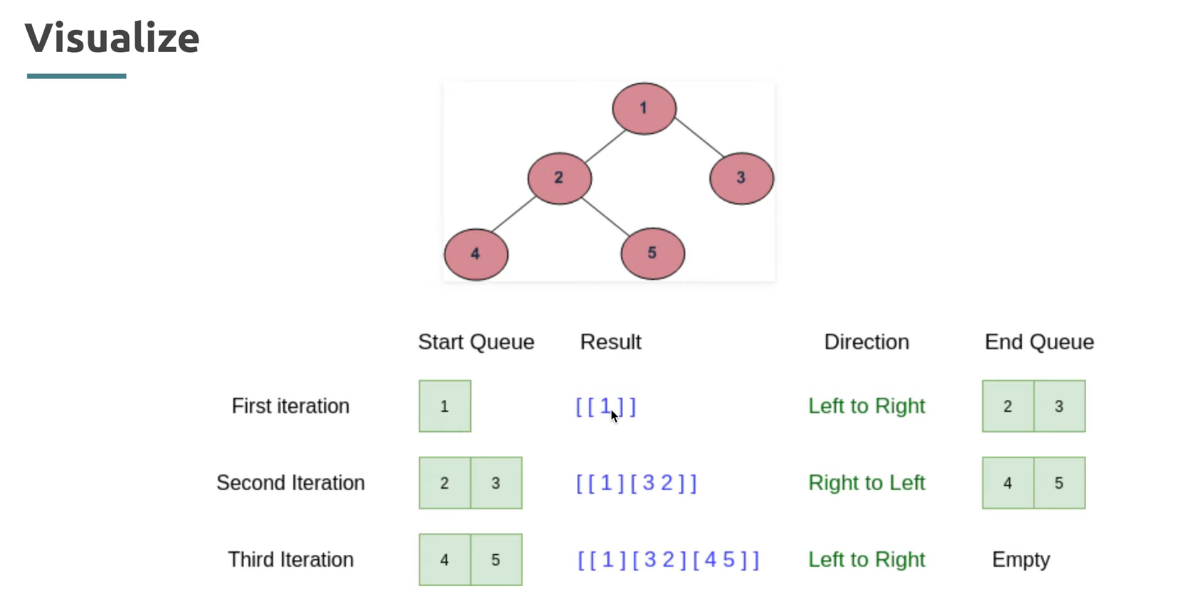 Visualize
1
2 3
4 5
Start Queue Result Direction End Queue
First iteration 1 [ [ 1 ] ] Left to Right 2 3
Second Iteration 2 3 [ [ 1 ] [ 3 2 ] ] Right to Left 4 5
Third Iteration 4 5 [ [ 1 ] [ 3 2 ] [ 4 5 ] ] Left to Right Empty